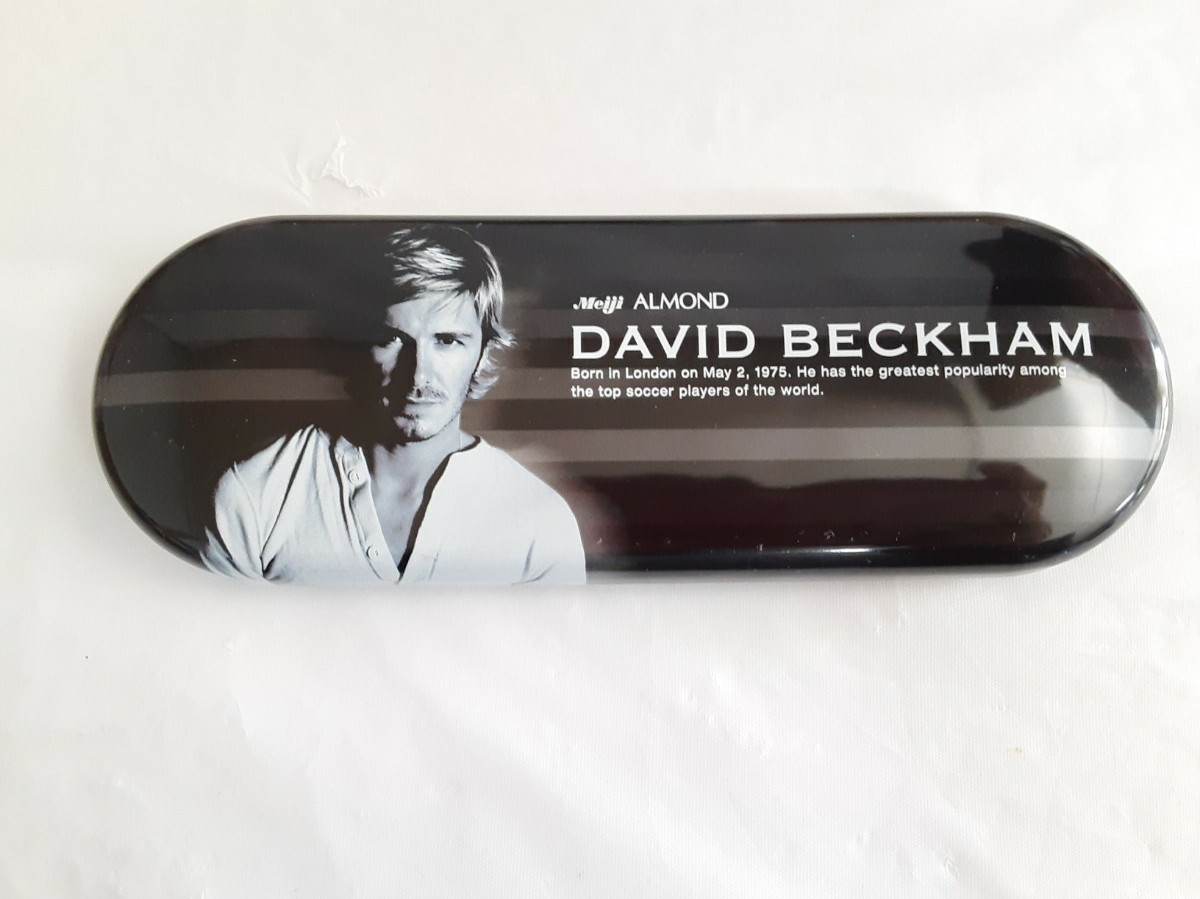 Meiji ALMOND
DAVID BECKHAM
Born in London on May 2, 1975. He has the greatest popularity among
the top soccer players of the world.